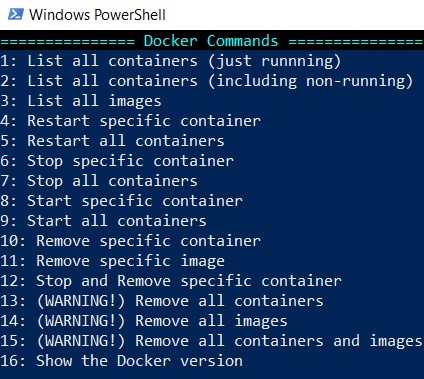 Windows PowerShell
=============== Docker Commands ===============
1: List all containers (just runnning)
2: List all containers (including non-running)
3: List all images
4: Restart specific container
5: Restart all containers
6: Stop specific container
7: Stop all containers
8: Start specific container
9: Start all containers
10: Remove specific container
11: Remove specific image
12: Stop and Remove specific container
13: (WARNING!) Remove all containers
14: (WARNING!) Remove all images
15: (WARNING!) Remove all containers and images
16: Show the Docker version